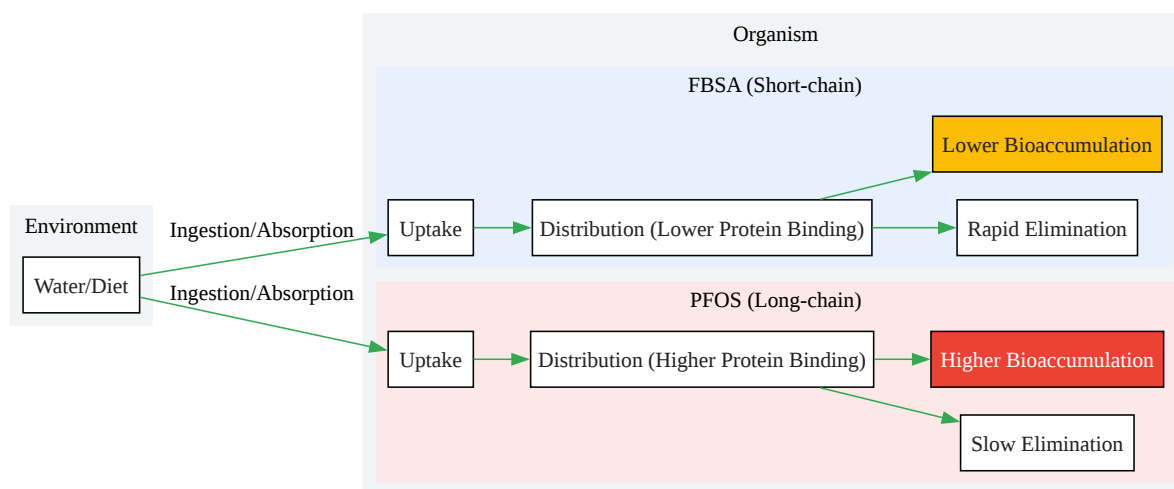 Organism
FBSA (Short-chain)
Lower Bioaccumulation
Environment
Ingestion/Absorption
Uptake
Distribution (Lower Protein Binding)
Rapid Elimination
Water/Diet
Ingestion/Absorption
PFOS (Long-chain)
Uptake
Distribution (Higher Protein Binding)
Higher Bioaccumulation
Slow Elimination